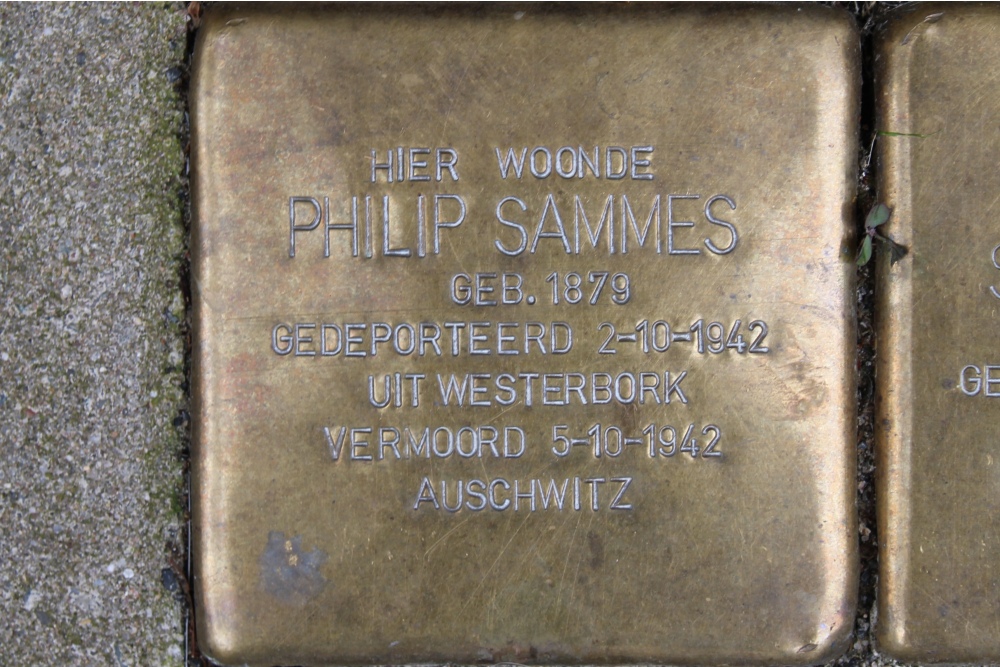 HIER WOONDE
PHILIP SAMMES
GEB. 1879
GEDEPORTEERD 2-10-1942
UIT WESTERBORK
VERMOORD 5-10-1942
AUSCHWITZ